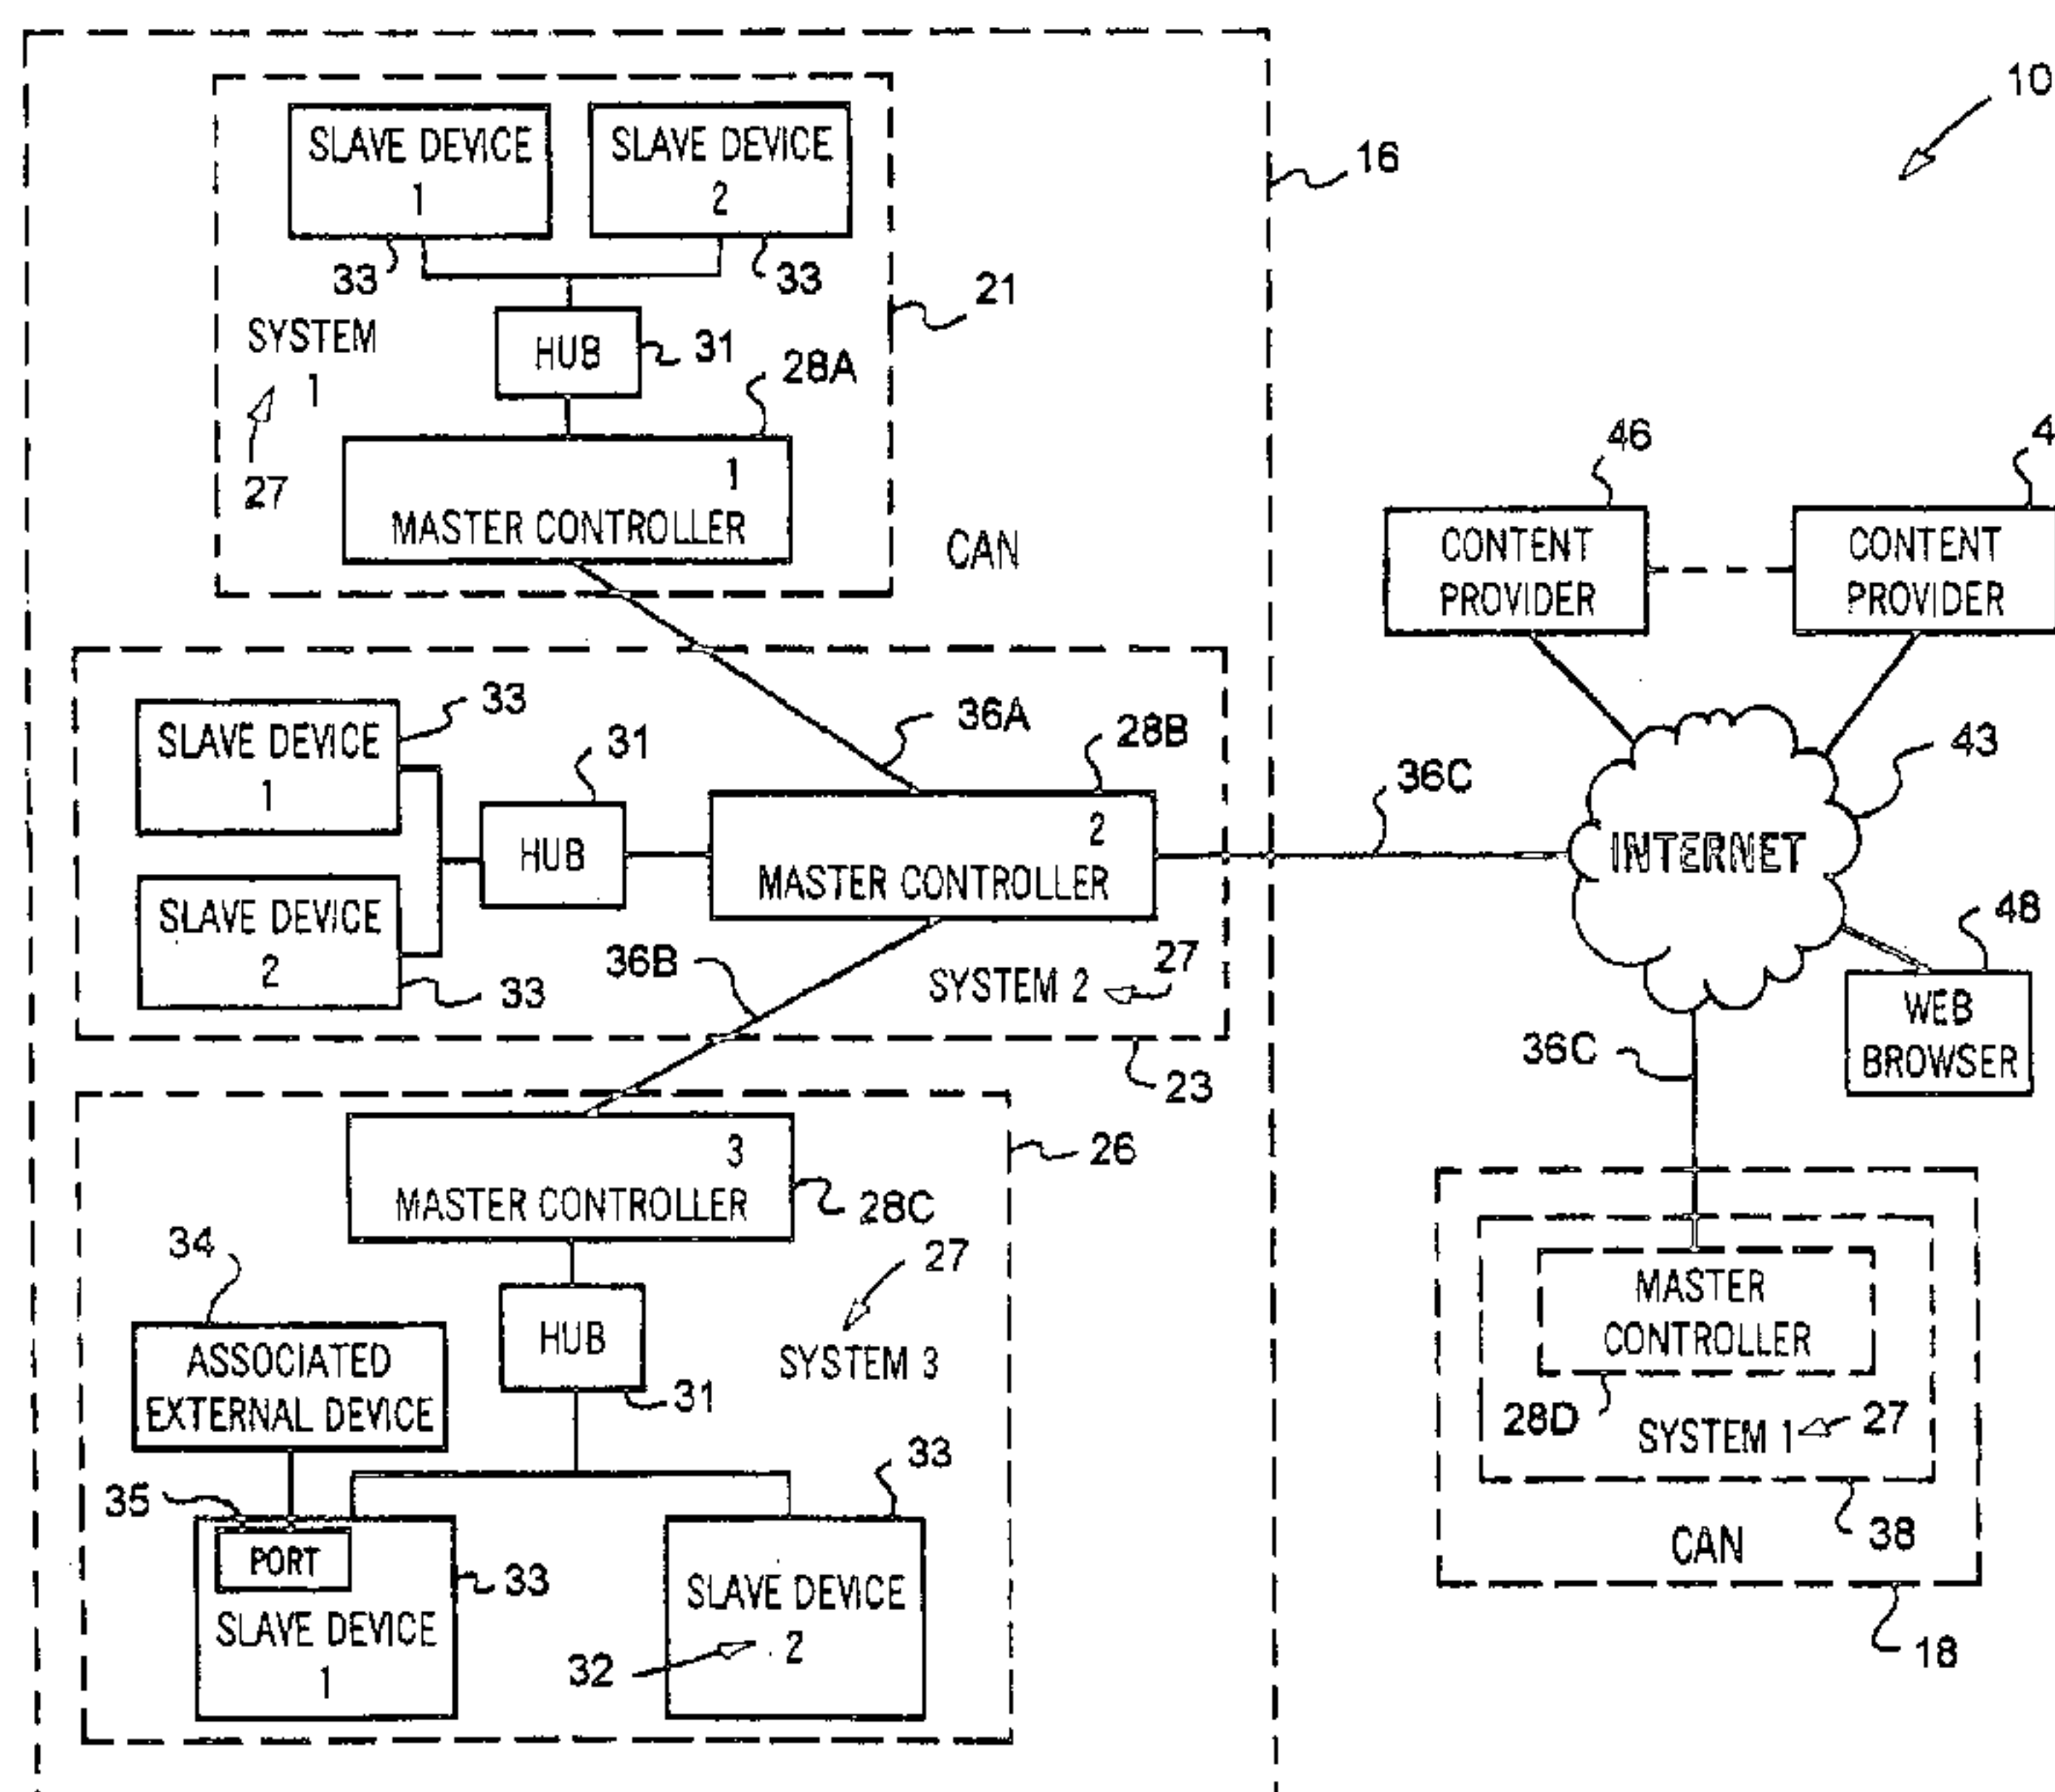 10
16
SLAVE DEVICE
1
SLAVE DEVICE
2
33
33
21
SYSTEM
1
HUB
31
28A
27
1
MASTER CONTROLLER
CAN
46
CONTENT
PROVIDER
4
CONTENT
PROVIDER
SLAVE DEVICE
1
33
31
36A
28B
36C
43
HUB
2
MASTER CONTROLLER
INTERNET
SLAVE DEVICE
2
33
36B
SYSTEM 2
27
23
48
WEB
BROWSER
36C
3
MASTER CONTROLLER
26
28C
34
27
ASSOCIATED
EXTERNAL DEVICE
HUB
31
SYSTEM 3
MASTER
CONTROLLER
28D
SYSTEM 1
27
38
CAN
18
35
PORT
33
SLAVE DEVICE
1
33
SLAVE DEVICE
2
32